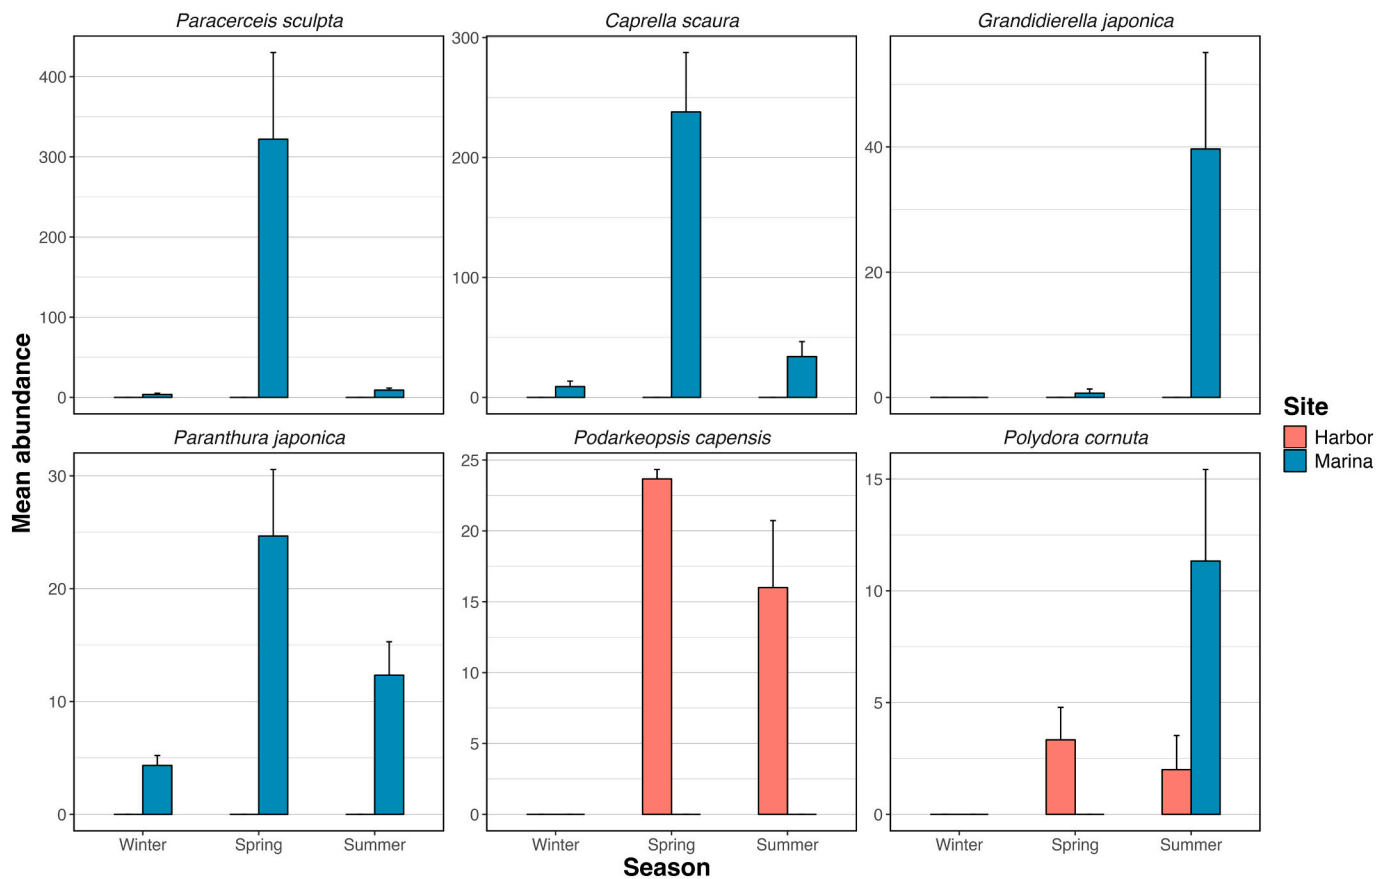 Paracerceis sculpta
Caprella scaura
Grandidierella japonica
400
300
200
100
0
300
200
100
0
40
20
0
Mean abundance
Site
Harbor
Marina
Paranthura japonica
Podarkeopsis capensis
Polydora cornuta
30
20
10
0
25
20
15
10
5
0
15
10
5
0
Winter Spring Summer
Winter Spring Summer
Winter Spring Summer
Season